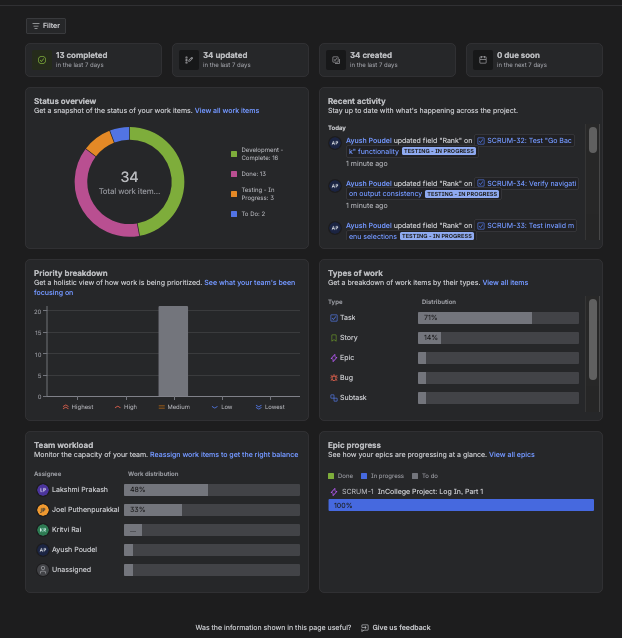 Filter
13 completed
in the last 7 days
34 updated
in the last 7 days
34 created
in the last 7 days
0 due soon
in the next 7 days
Status overview
Get a snapshot of the status of your work items. View all work items
34
Total work item...
Development -
Complete: 16
Done: 13
Testing - In
Progress: 3
To Do: 2
Recent activity
Stay up to date with what's happening across the project.
Today
AP Ayush Poudel updated field "Rank" on SCRUM-32: Test "Go Bac
k" functionality TESTING - IN PROGRESS
1 minute ago
AP Ayush Poudel updated field "Rank" on SCRUM-34: Verify navigati
on output consistency TESTING - IN PROGRESS
1 minute ago
AP Ayush Poudel updated field "Rank" on SCRUM-33: Test invalid m
enu selections TESTING - IN PROGRESS
Priority breakdown
Get a holistic view of how work is being prioritized. See what your team's been
focusing on
20
15
10
5
0
Highest High Medium Low Lowest
Types of work
Get a breakdown of work items by their types. View all items
Type Distribution
Task 71%
Story 14%
Epic
Bug
Subtask
Team workload
Monitor the capacity of your team. Reassign work items to get the right balance
Assignee Work distribution
LP Lakshmi Prakash 48%
JP Joel Puthenpurakkal 33%
KR Kritvi Rai ...
AP Ayush Poudel
Unassigned
Epic progress
See how your epics are progressing at a glance. View all epics
Done In progress To do
SCRUM-1 InCollege Project: Log In, Part 1
100%
Was the information shown in this page useful? Give us feedback